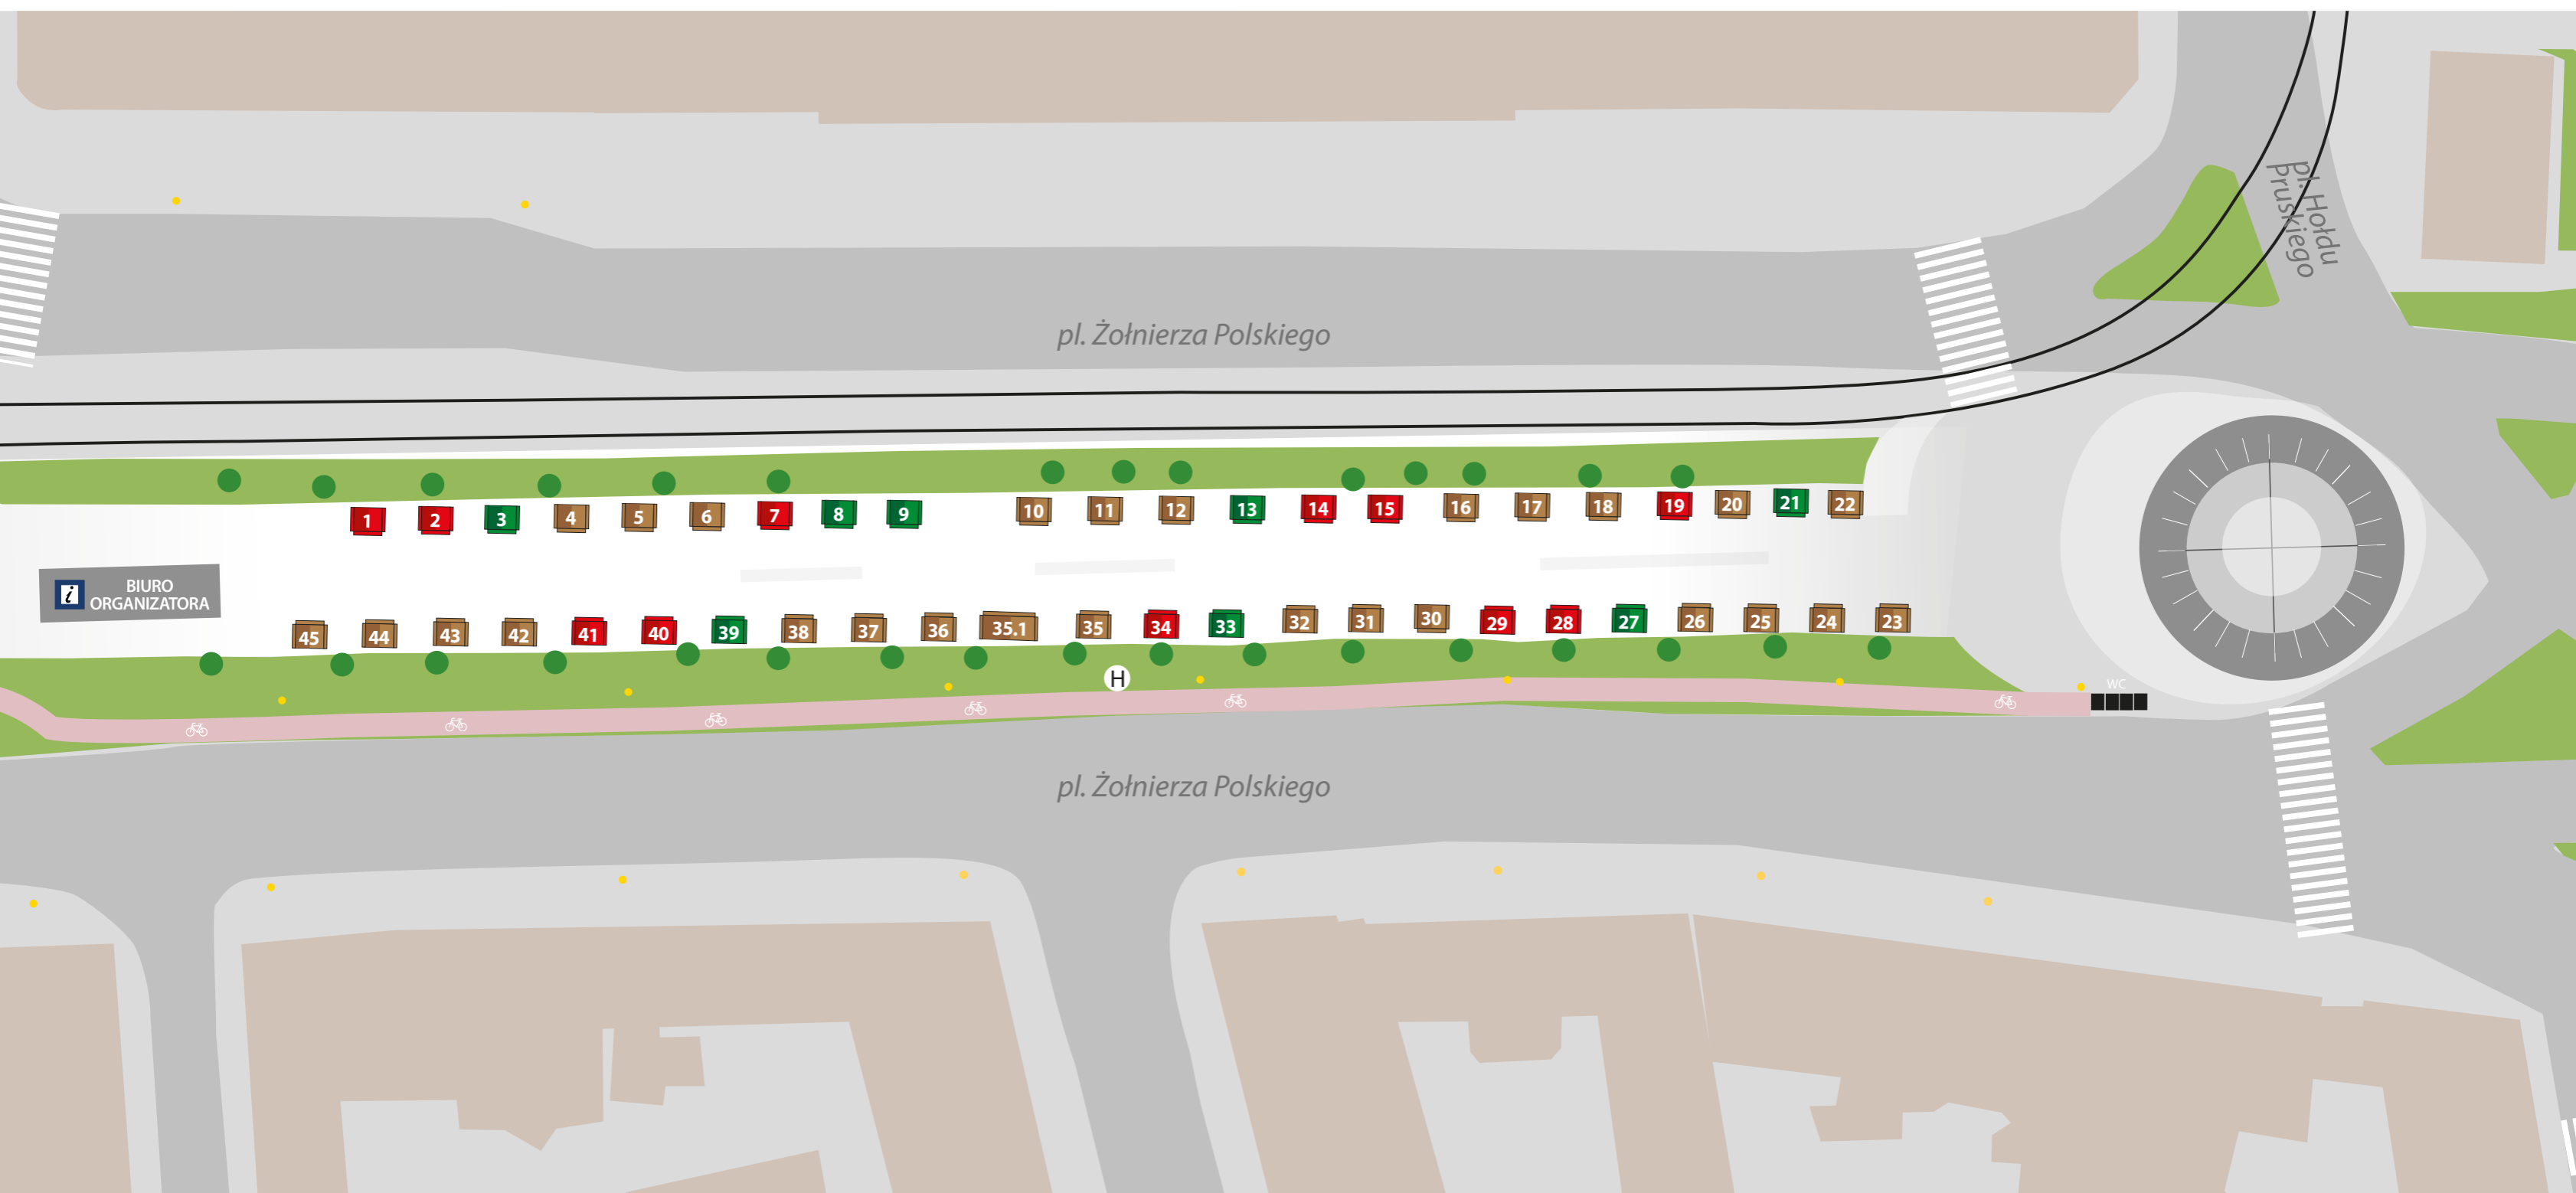 pl. Hołdu
Pruskiego
pl. Żołnierza Polskiego
1 2 3 4 5 6 7 8 9 10 11 12 13 14 15 16 17 18 19 20 21 22
i BIURO
ORGANIZATORA
45 44 43 42 41 40 39 38 37 36 35.1 35 34 33 32 31 30 29 28 27 26 25 24 23
H
WC
pl. Żołnierza Polskiego